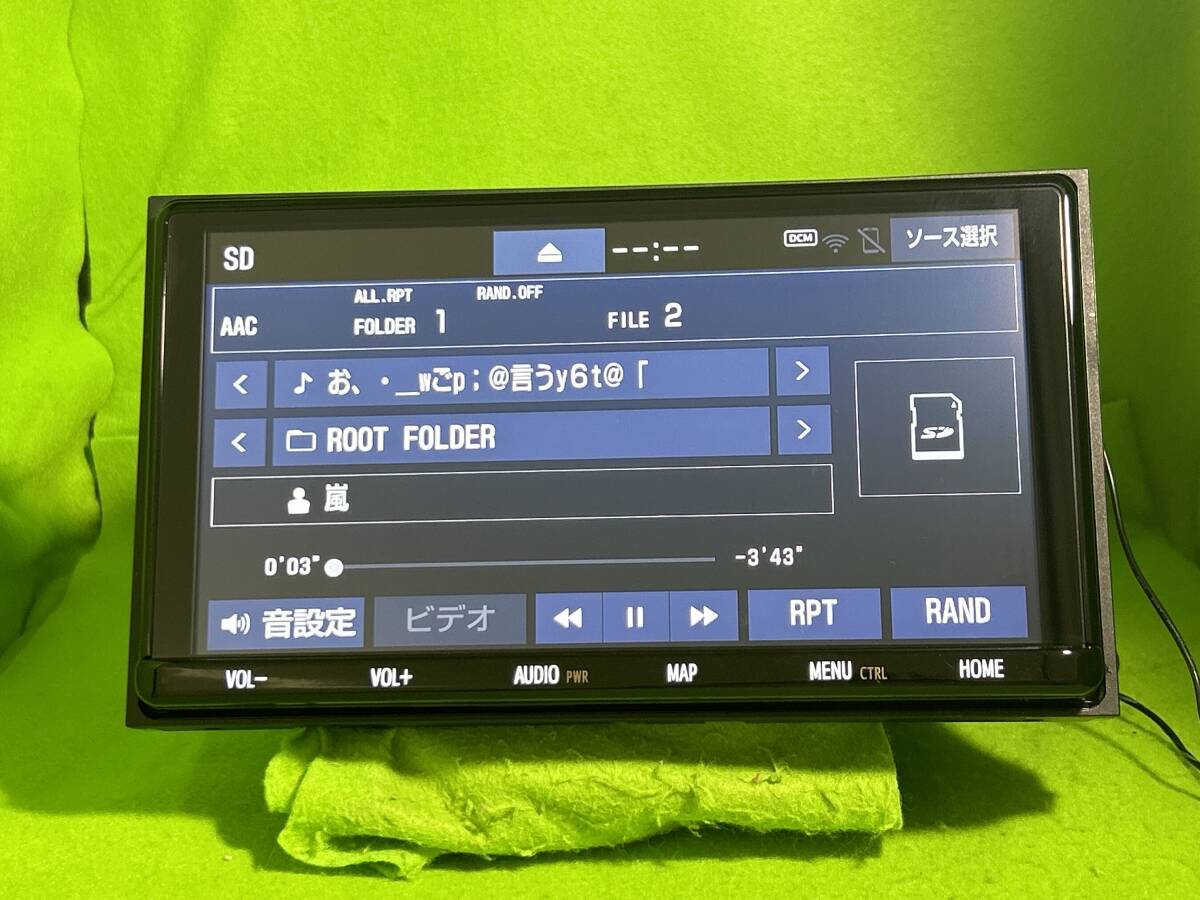 SD --:-- DCM ソース選択
ALL.RPT RAND.OFF
AAC FOLDER 1 FILE 2
< ♪ お、・__wごp;@言うy6t@「 >
< ROOT FOLDER >
SD
嵐
0'03" -3'43"
音設定 ビデオ RPT RAND
VOL- VOL+ AUDIO PWR MAP MENU CTRL HOME